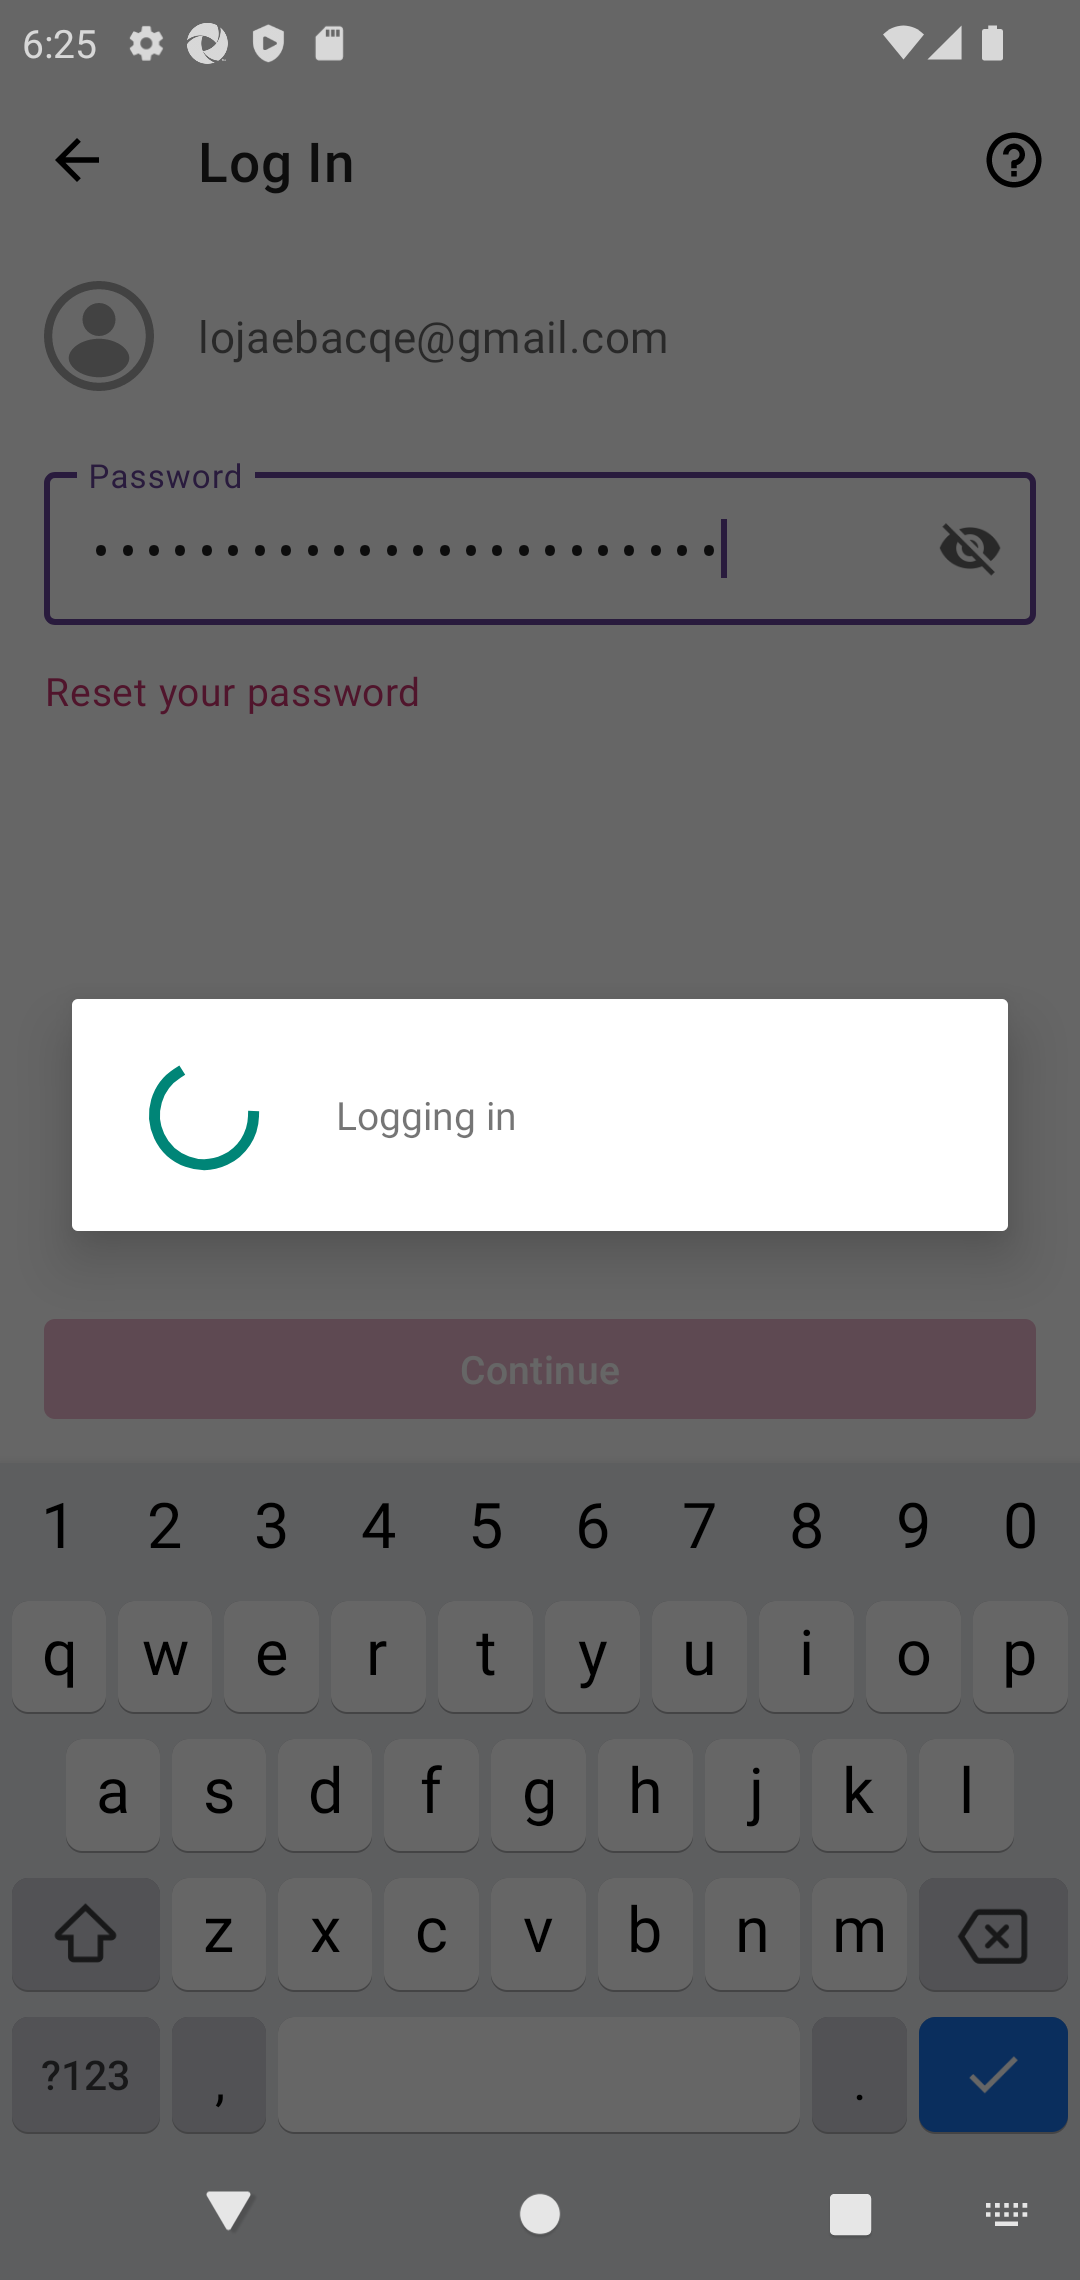 6:25
Log In
lojaebacqe@gmail.com
Password
••••••••••••••••••••••••
Reset your password
Logging in
Continue
1 2 3 4 5 6 7 8 9 0
q w e r t y u i o p
a s d f g h j k l
z x c v b n m
?123 , .